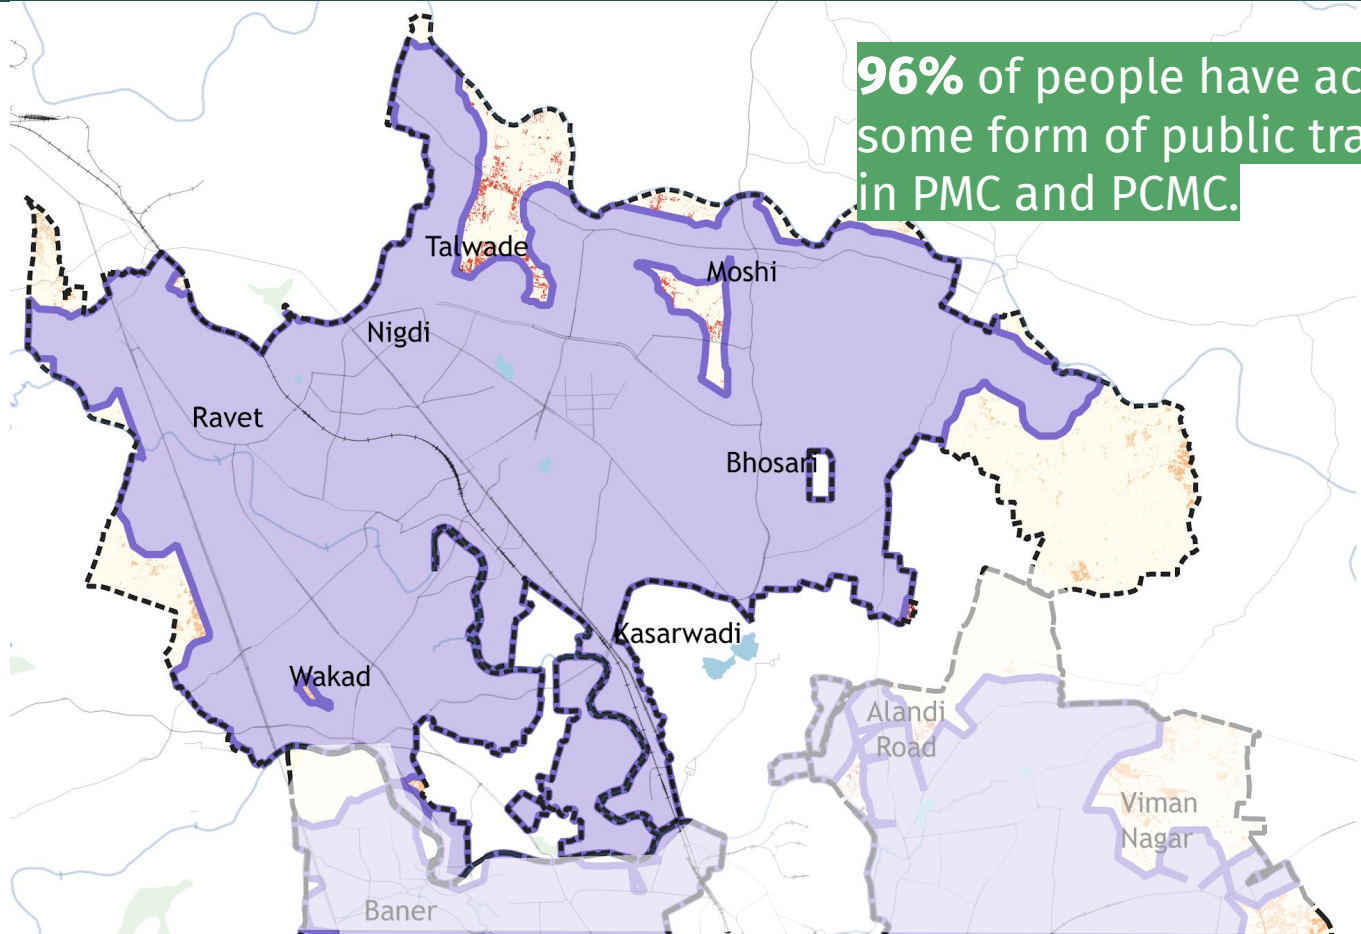 96% of people have ac
some form of public tra
in PMC and PCMC.
Talwade
Moshi
Nigdi
Ravet
Bhosari
Kasarwadi
Wakad
Alandi
Road
Viman
Nagar
Baner